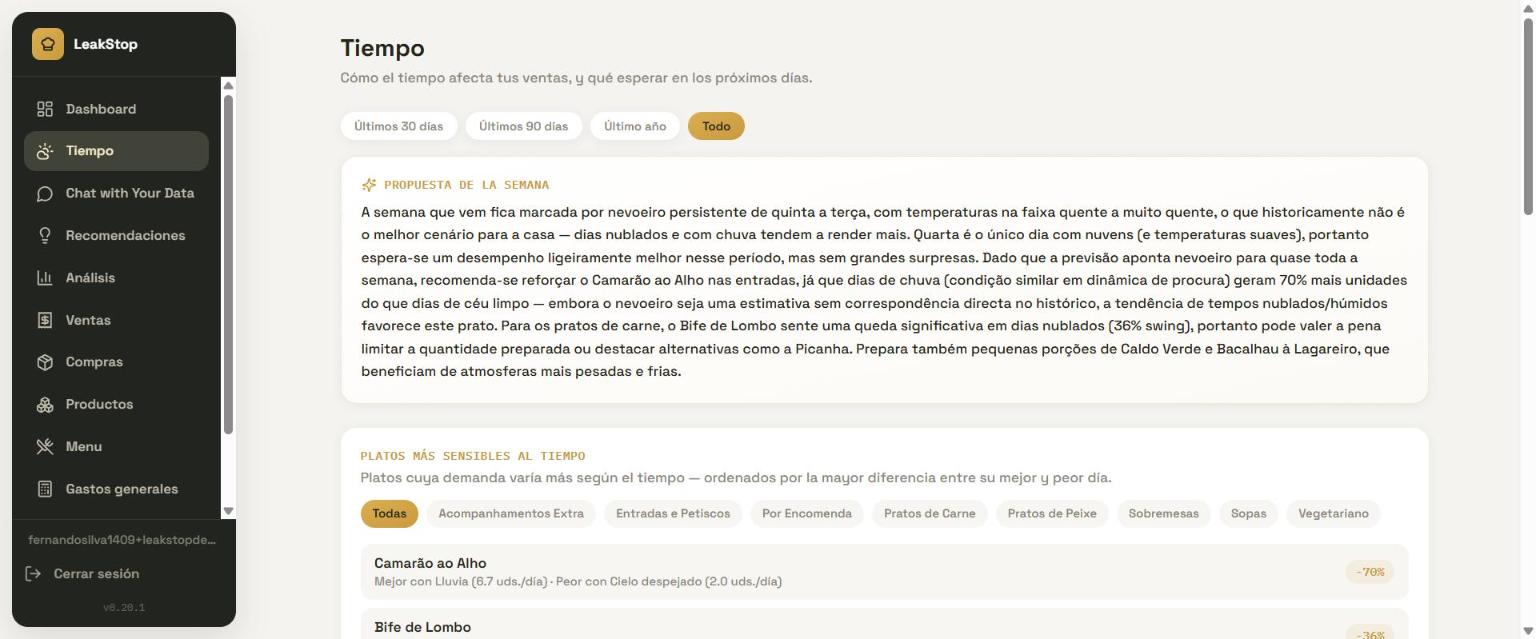 LeakStop
Dashboard
Tiempo
Chat with Your Data
Recomendaciones
Análisis
Ventas
Compras
Productos
Menu
Gastos generales
fernandosilva1409+leakstopde...
Cerrar sesión
v0.20.1
Tiempo
Cómo el tiempo afecta tus ventas, y qué esperar en los próximos días.
Últimos 30 días Últimos 90 días Último año Todo
PROPUESTA DE LA SEMANA
A semana que vem fica marcada por nevoeiro persistente de quinta a terça, com temperaturas na faixa quente a muito quente, o que historicamente não é
o melhor cenário para a casa — dias nublados e com chuva tendem a render mais. Quarta é o único dia com nuvens (e temperaturas suaves), portanto
espera-se um desempenho ligeiramente melhor nesse período, mas sem grandes surpresas. Dado que a previsão aponta nevoeiro para quase toda a
semana, recomenda-se reforçar o Camarão ao Alho nas entradas, já que dias de chuva (condição similar em dinâmica de procura) geram 70% mais unidades
do que dias de céu limpo — embora o nevoeiro seja uma estimativa sem correspondência directa no histórico, a tendência de tempos nublados/húmidos
favorece este prato. Para os pratos de carne, o Bife de Lombo sente uma queda significativa em dias nublados (36% swing), portanto pode valer a pena
limitar a quantidade preparada ou destacar alternativas como a Picanha. Prepara também pequenas porções de Caldo Verde e Bacalhau à Lagareiro, que
beneficiam de atmosferas mais pesadas e frias.
PLATOS MÁS SENSIBLES AL TIEMPO
Platos cuya demanda varía más según el tiempo — ordenados por la mayor diferencia entre su mejor y peor día.
Todas Acompanhamentos Extra Entradas e Petiscos Por Encomenda Pratos de Carne Pratos de Peixe Sobremesas Sopas Vegetariano
Camarão ao Alho
Mejor con Lluvia (6.7 uds./día) · Peor con Cielo despejado (2.0 uds./día)
-70%
Bife de Lombo
-36%